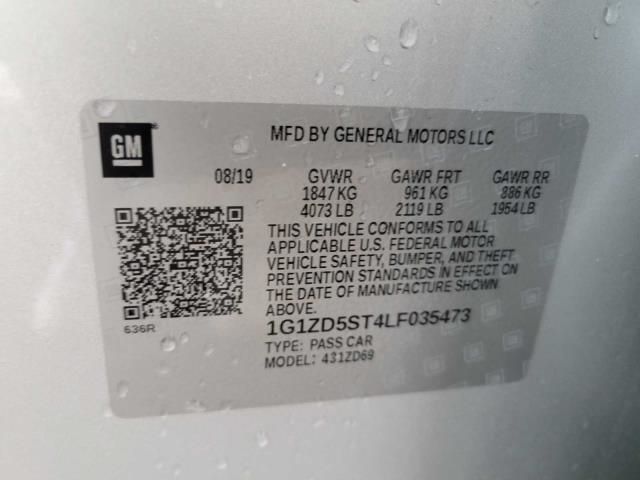 GM
MFD BY GENERAL MOTORS LLC
08/19 GVWR GAWR FRT GAWR RR
1847 KG 961 KG 886 KG
4073 LB 2119 LB 1954 LB
THIS VEHICLE CONFORMS TO ALL
APPLICABLE U.S. FEDERAL MOTOR
VEHICLE SAFETY, BUMPER, AND THEFT
PREVENTION STANDARDS IN EFFECT ON
THE DATE OF MANUFACTURE SHOWN
ABOVE.
636R
1G1ZD5ST4LF035473
TYPE: PASS CAR
MODEL: 431ZD69